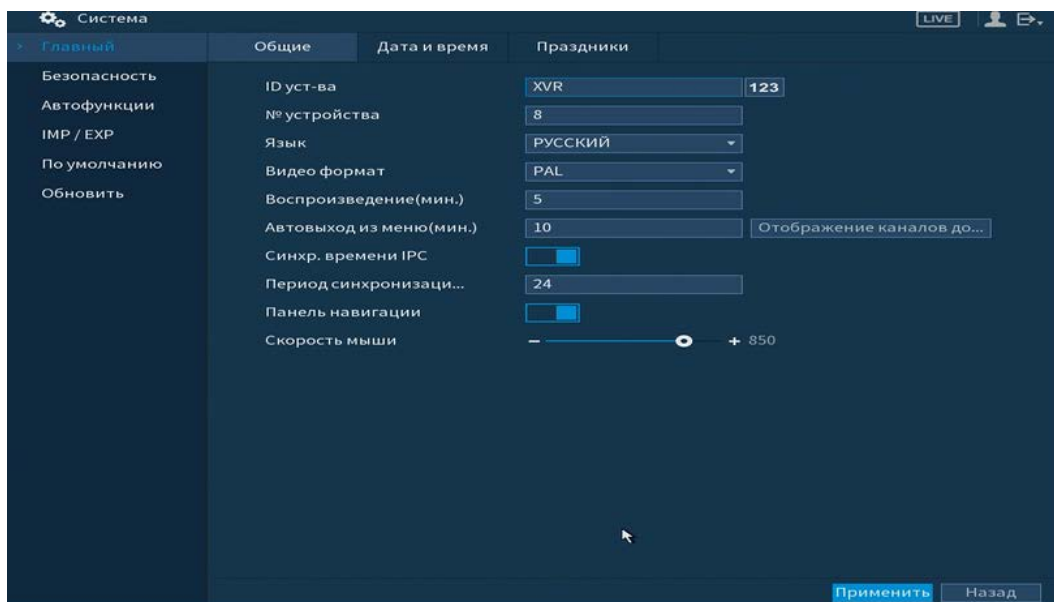 Система LIVE
Главный Общие Дата и время Праздники
Безопасность
Автофункции
IMP / EXP
По умолчанию
Обновить
ID уст-ва XVR 123
№ устройства 8
Язык РУССКИЙ
Видео формат PAL
Воспроизведение(мин.) 5
Автовыход из меню(мин.) 10 Отображение каналов до...
Синхр. времени IPC
Период синхронизаци... 24
Панель навигации
Скорость мыши − + 850
Применить Назад